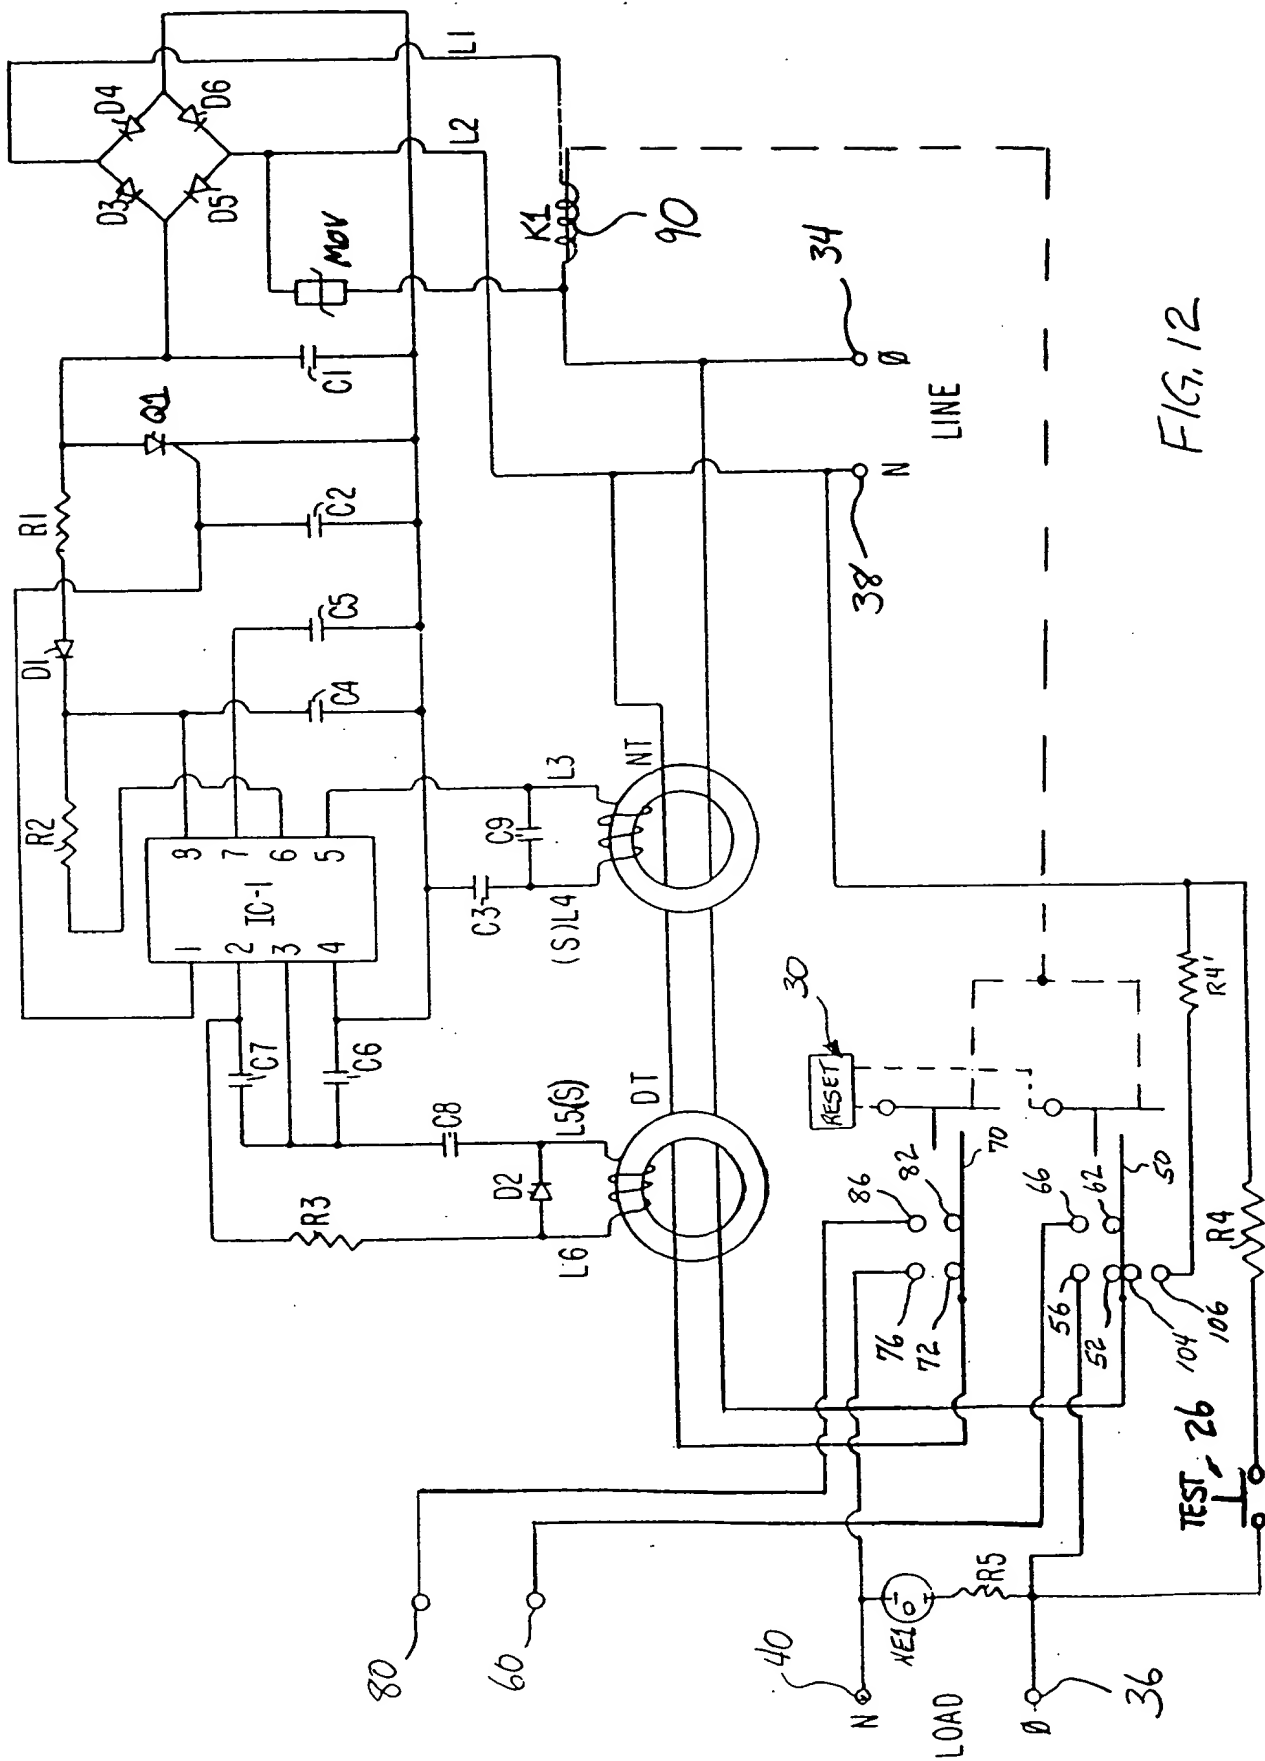 R2
D1
R1
D3
D4
IC-1
1
2
3
4
8
7
6
5
Q1
D5
D6
C7
C6
C4
C5
C2
C1
MOV
R3
C8
80
D2
C3
C9
L2
L1
60
L6
L5(S)
(S)L4
L3
K1
DT
NT
90
40
30
RESET
N
NE1
76
72
86
82
38
N
34
Ø
LOAD
R5
LINE
70
Ø
36
56
52
66
62
50
104
106
TEST
26
R4
R4'
FIG. 12